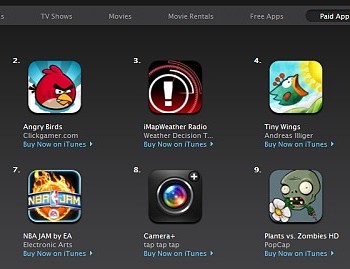 s TV Shows Movies Movie Rentals Free Apps Paid App
2. 3. 4.
Angry Birds iMapWeather Radio Tiny Wings
Clickgamer.com Weather Decision T... Andreas Illiger
Buy Now on iTunes Buy Now on iTunes Buy Now on iTunes
7. 8. 9.
NBA JAM
NBA JAM by EA Camera+ Plants vs. Zombies HD
Electronic Arts tap tap tap PopCap
Buy Now on iTunes Buy Now on iTunes Buy Now on iTunes